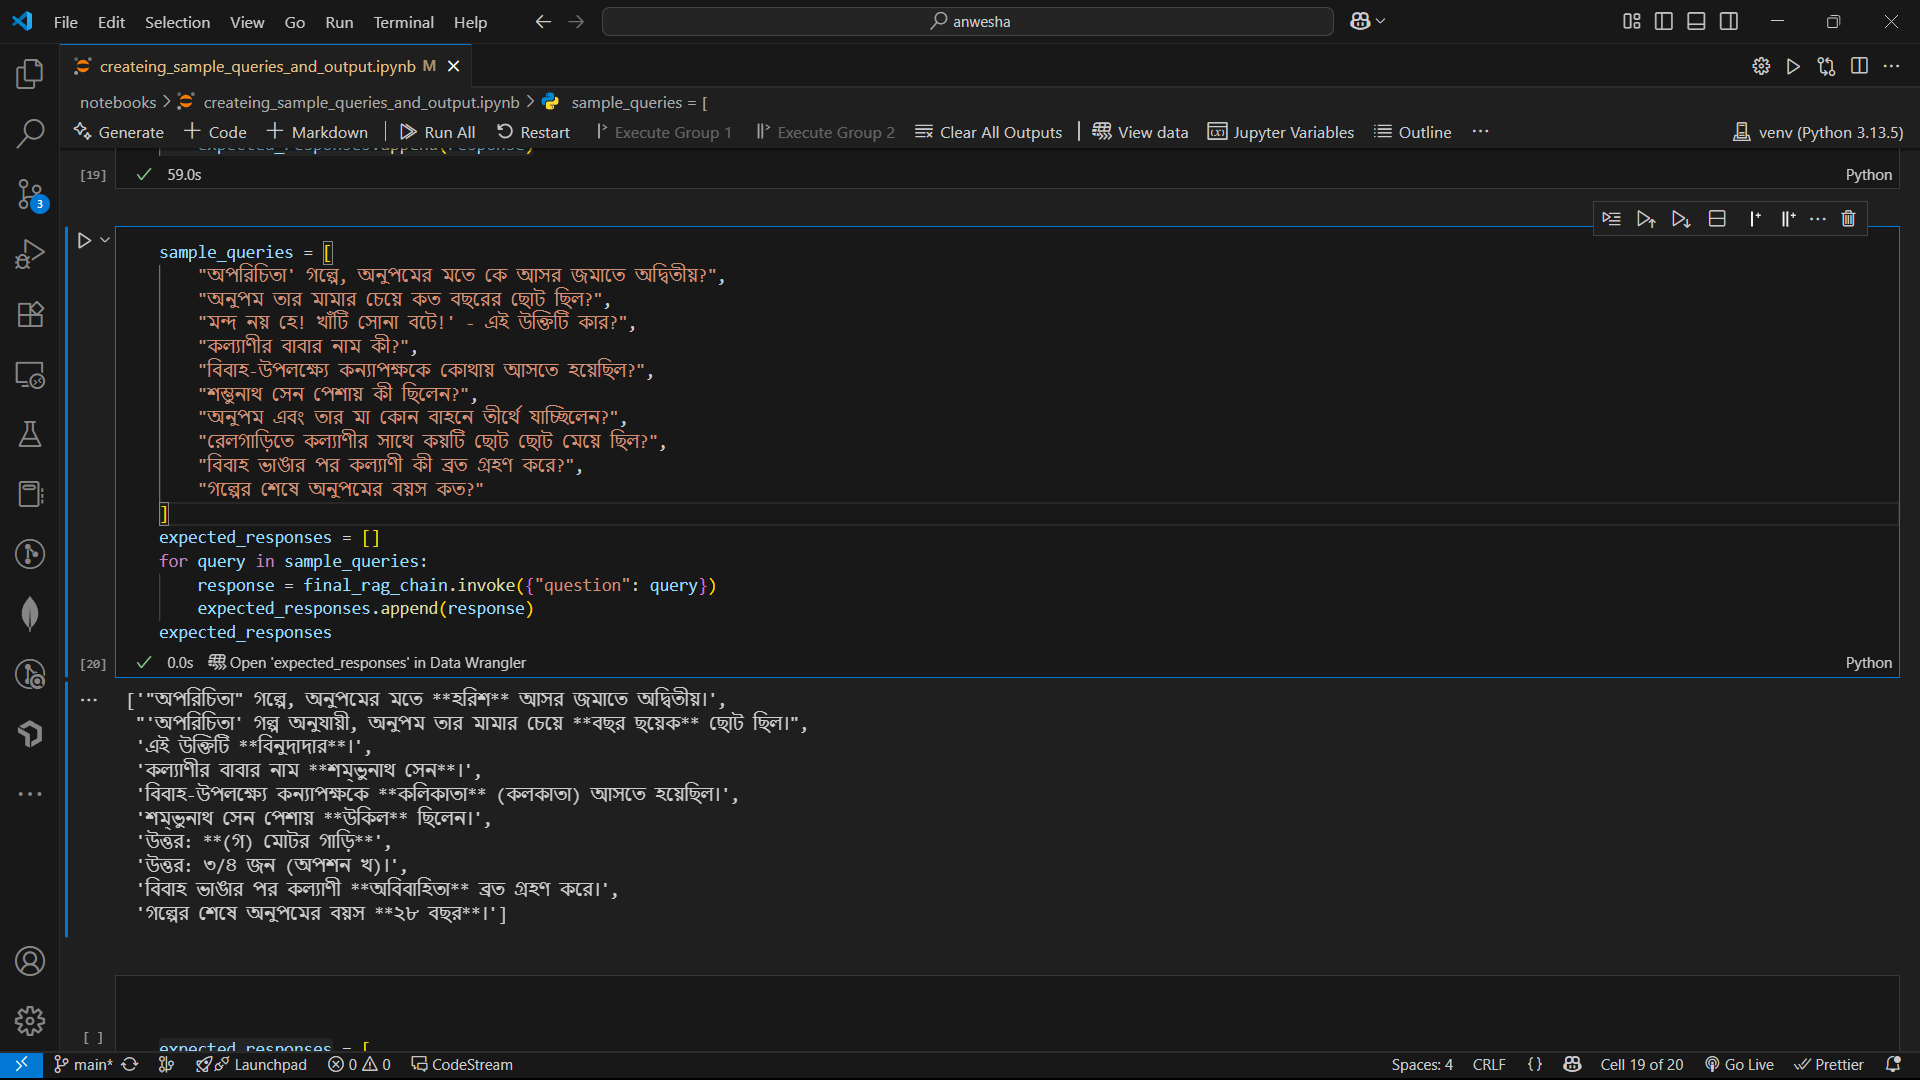 File Edit Selection View Go Run Terminal Help
anwesha
createing_sample_queries_and_output.ipynb M
notebooks > createing_sample_queries_and_output.ipynb > sample_queries = [
Generate + Code + Markdown Run All Restart Execute Group 1 Execute Group 2 Clear All Outputs View data Jupyter Variables Outline ... venv (Python 3.13.5)
expected_responses.append(response)
[19] 59.0s Python
3
sample_queries = [
"অপরিচিতা' গল্পে, অনুপমের মতে কে আসর জমাতে অদ্বিতীয়?",
"অনুপম তার মামার চেয়ে কত বছরের ছোট ছিল?",
"মন্দ নয় হে! খাঁটি সোনা বটে!' - এই উক্তিটি কার?",
"কল্যাণীর বাবার নাম কী?",
"বিবাহ-উপলক্ষ্যে কন্যাপক্ষকে কোথায় আসতে হয়েছিল?",
"শম্ভুনাথ সেন পেশায় কী ছিলেন?",
"অনুপম এবং তার মা কোন বাহনে তীর্থে যাচ্ছিলেন?",
"রেলগাড়িতে কল্যাণীর সাথে কয়টি ছোট ছোট মেয়ে ছিল?",
"বিবাহ ভাঙার পর কল্যাণী কী ব্রত গ্রহণ করে?",
"গল্পের শেষে অনুপমের বয়স কত?"
]
expected_responses = []
for query in sample_queries:
response = final_rag_chain.invoke({"question": query})
expected_responses.append(response)
expected_responses
[20] 0.0s Open 'expected_responses' in Data Wrangler Python
['"অপরিচিতা" গল্পে, অনুপমের মতে **হরিশ** আসর জমাতে অদ্বিতীয়।',
"'অপরিচিতা' গল্প অনুযায়ী, অনুপম তার মামার চেয়ে **বছর ছয়েক** ছোট ছিল।",
'এই উক্তিটি **বিনুদাদার**।',
'কল্যাণীর বাবার নাম **শম্ভুনাথ সেন**।',
'বিবাহ-উপলক্ষ্যে কন্যাপক্ষকে **কলিকাতা** (কলকাতা) আসতে হয়েছিল।',
'শম্ভুনাথ সেন পেশায় **উকিল** ছিলেন।',
'উত্তর: **(গ) মোটর গাড়ি**',
'উত্তর: ৩/৪ জন (অপশন খ)।',
'বিবাহ ভাঙার পর কল্যাণী **অবিবাহিতা** ব্রত গ্রহণ করে।',
'গল্পের শেষে অনুপমের বয়স **২৮ বছর**।']
[ ]
expected_responses = [
main* Launchpad 0 0 CodeStream Spaces: 4 CRLF {} Cell 19 of 20 Go Live Prettier